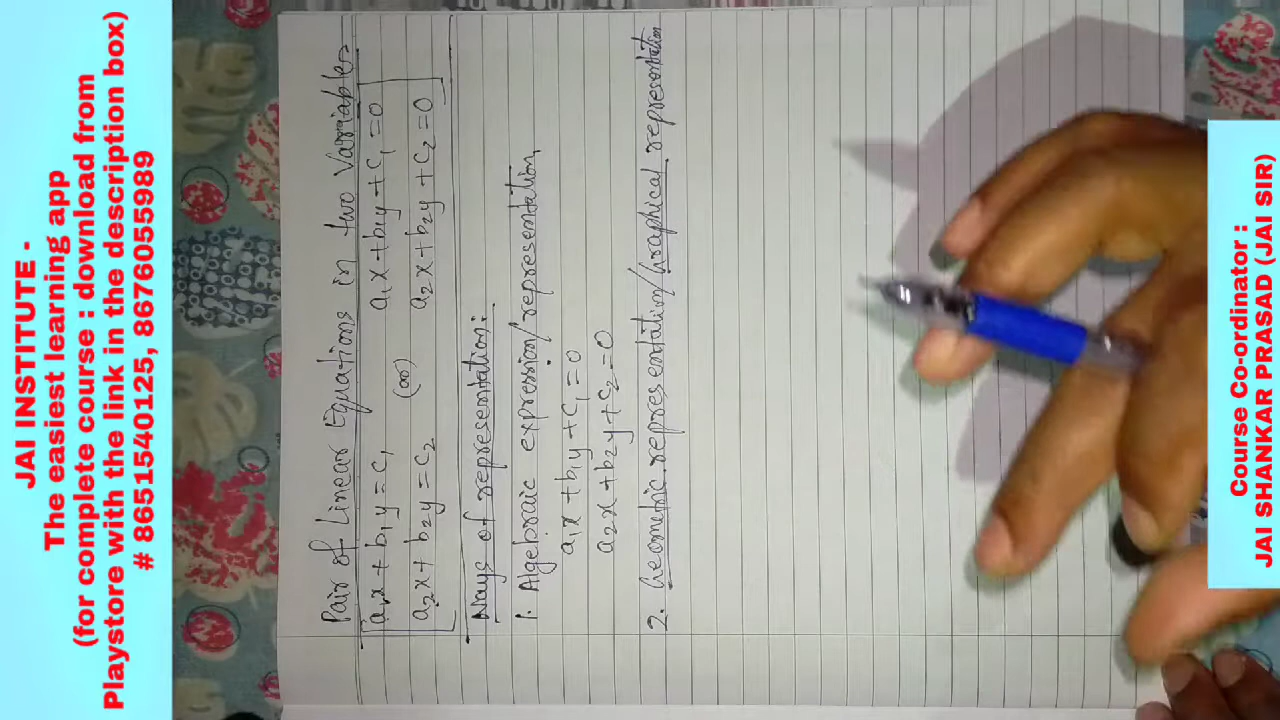 JAI INSTITUTE -
The easiest learning app
(for complete course : download from
Playstore with the link in the description box)
# 8651540125, 8676055989
Pair of Linear Equations in two Variables
a₁x + b₁y = c₁ a₁x + b₁y + c₁ = 0
(or)
a₂x + b₂y = c₂ a₂x + b₂y + c₂ = 0
Ways of representation:
1. Algebraic expression/representation
a₁x + b₁y + c₁ = 0
a₂x + b₂y + c₂ = 0
2. Geometric representation/Graphical representation
Course Co-ordinator :
JAI SHANKAR PRASAD (JAI SIR)